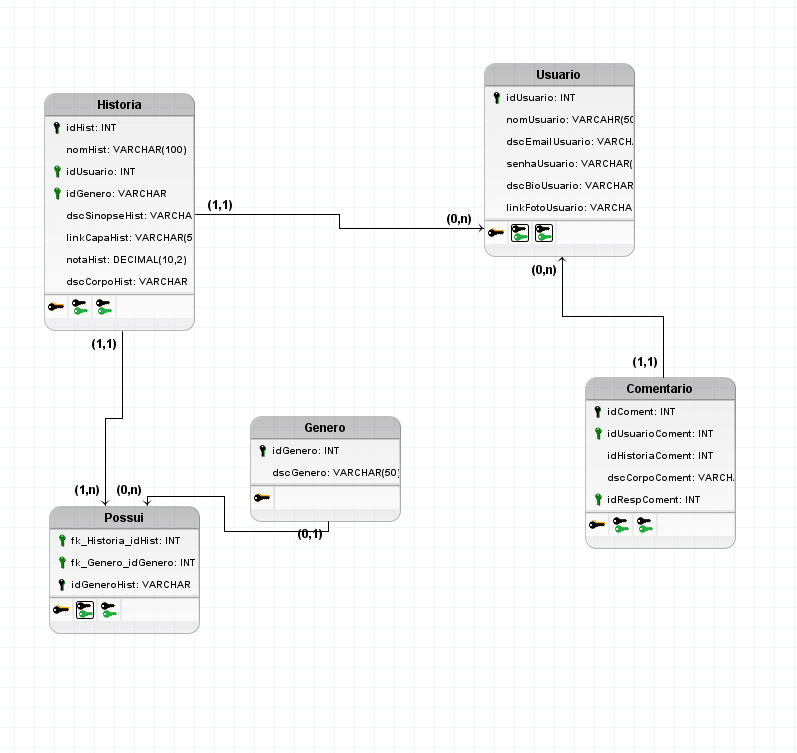 Historia
idHist: INT
nomHist: VARCHAR(100)
idUsuario: INT
idGenero: VARCHAR
dscSinopseHist: VARCHA
linkCapaHist: VARCHAR(5
notaHist: DECIMAL(10,2)
dscCorpoHist: VARCHAR
(1,1)
(0,n)
Usuario
idUsuario: INT
nomUsuario: VARCAHR(50
dscEmailUsuario: VARCH
senhaUsuario: VARCHAR(
dscBioUsuario: VARCHAR
linkFotoUsuario: VARCHA
(0,n)
(1,1)
Comentario
idComent: INT
idUsuarioComent: INT
idHistoriaComent: INT
dscCorpoComent: VARCH
idRespComent: INT
(1,1)
(1,n)
(0,n)
Genero
idGenero: INT
dscGenero: VARCHAR(50)
(0,1)
Possui
fk_Historia_idHist: INT
fk_Genero_idGenero: INT
idGeneroHist: VARCHAR